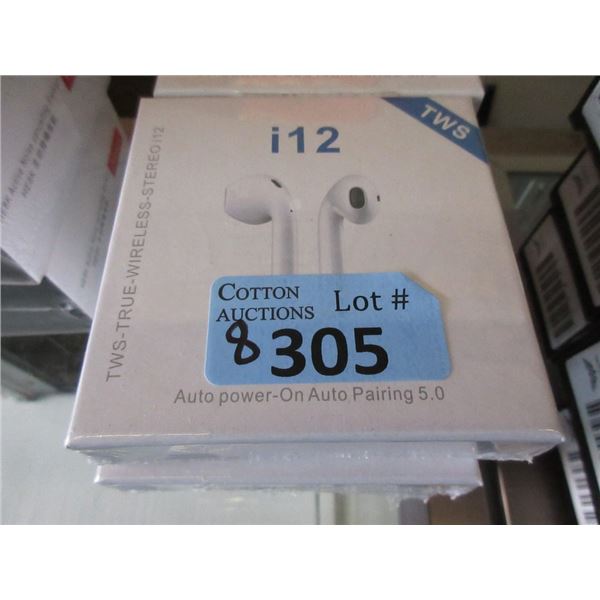 TWS
i12
TWS-TRUE-WIRELESS-STEREO i12
COTTON
AUCTIONS
Lot #
8
305
Auto power-On Auto Pairing 5.0